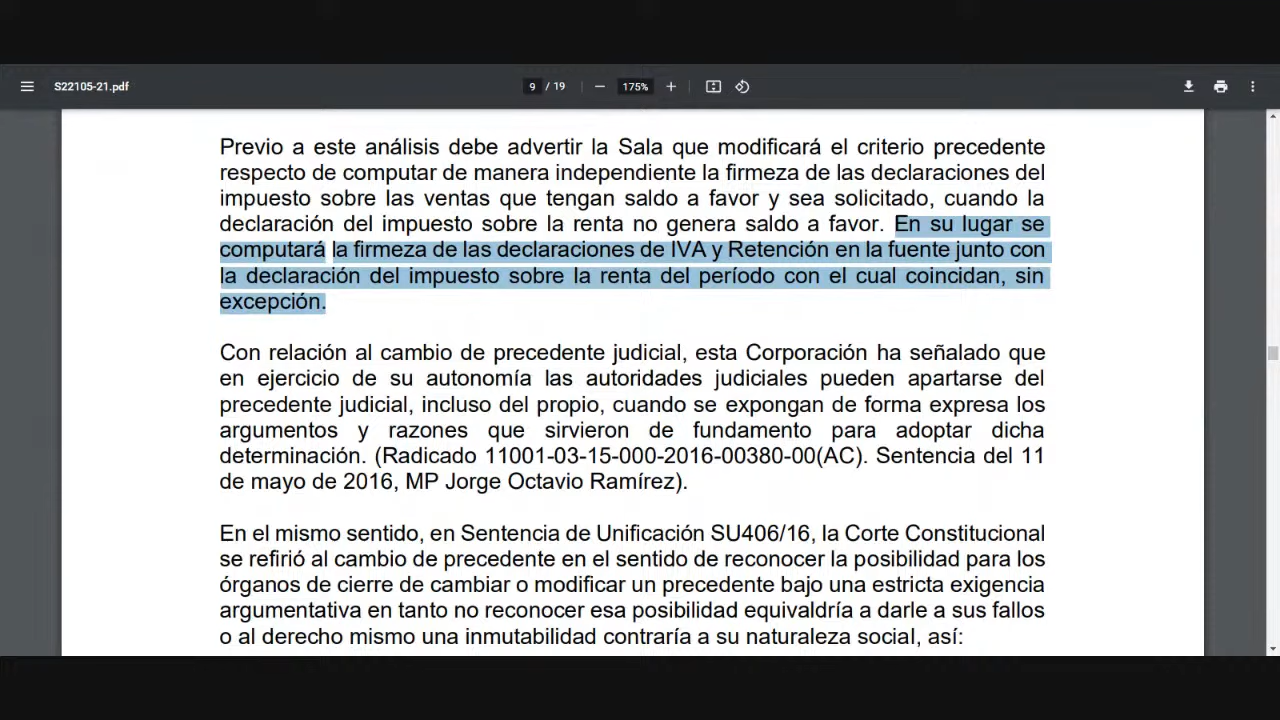 S22105-21.pdf
9 / 19
175%
Previo a este análisis debe advertir la Sala que modificará el criterio precedente
respecto de computar de manera independiente la firmeza de las declaraciones del
impuesto sobre las ventas que tengan saldo a favor y sea solicitado, cuando la
declaración del impuesto sobre la renta no genera saldo a favor. En su lugar se
computará la firmeza de las declaraciones de IVA y Retención en la fuente junto con
la declaración del impuesto sobre la renta del período con el cual coincidan, sin
excepción.
Con relación al cambio de precedente judicial, esta Corporación ha señalado que
en ejercicio de su autonomía las autoridades judiciales pueden apartarse del
precedente judicial, incluso del propio, cuando se expongan de forma expresa los
argumentos y razones que sirvieron de fundamento para adoptar dicha
determinación. (Radicado 11001-03-15-000-2016-00380-00(AC). Sentencia del 11
de mayo de 2016, MP Jorge Octavio Ramírez).
En el mismo sentido, en Sentencia de Unificación SU406/16, la Corte Constitucional
se refirió al cambio de precedente en el sentido de reconocer la posibilidad para los
órganos de cierre de cambiar o modificar un precedente bajo una estricta exigencia
argumentativa en tanto no reconocer esa posibilidad equivaldría a darle a sus fallos
o al derecho mismo una inmutabilidad contraría a su naturaleza social, así: